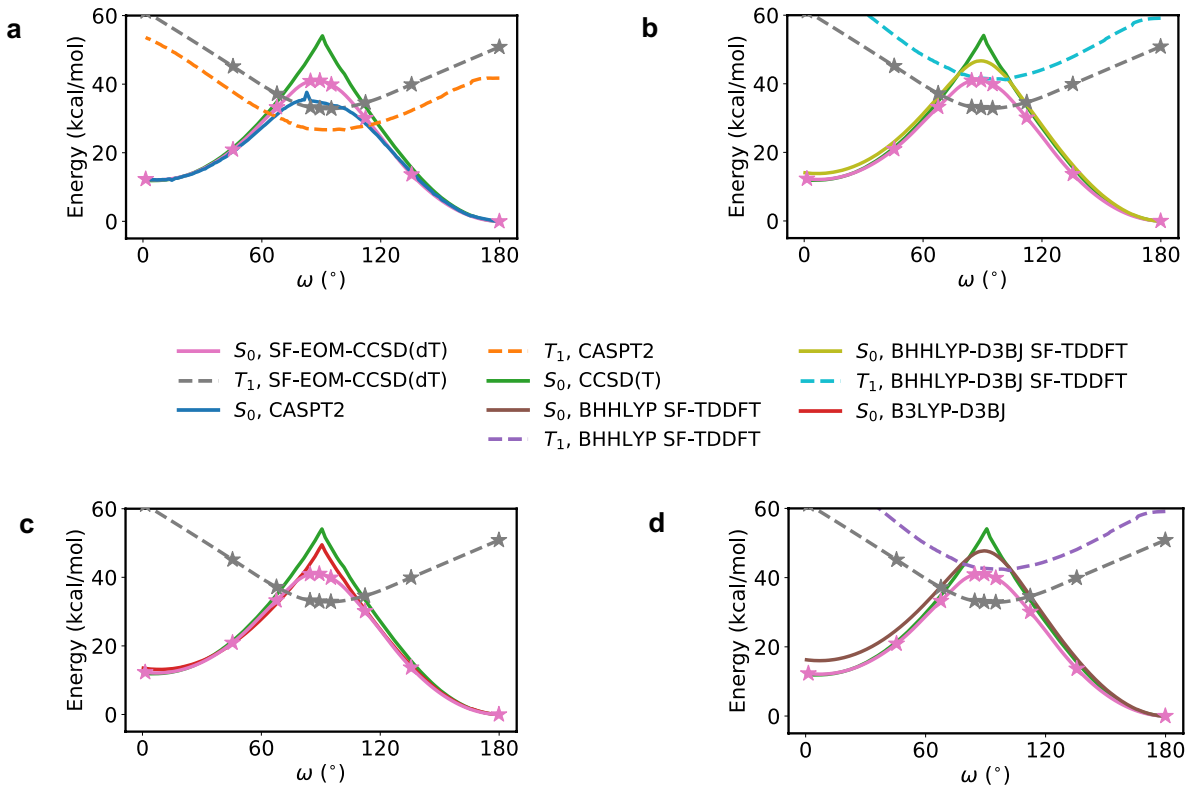 a
60
40
20
0
Energy (kcal/mol)
0 60 120 180
ω (°)
b
60
40
20
0
Energy (kcal/mol)
0 60 120 180
ω (°)
S₀, SF-EOM-CCSD(dT)
T₁, SF-EOM-CCSD(dT)
S₀, CASPT2
T₁, CASPT2
S₀, CCSD(T)
S₀, BHHLYP SF-TDDFT
T₁, BHHLYP SF-TDDFT
S₀, BHHLYP-D3BJ SF-TDDFT
T₁, BHHLYP-D3BJ SF-TDDFT
S₀, B3LYP-D3BJ
c
60
40
20
0
Energy (kcal/mol)
0 60 120 180
ω (°)
d
60
40
20
0
Energy (kcal/mol)
0 60 120 180
ω (°)